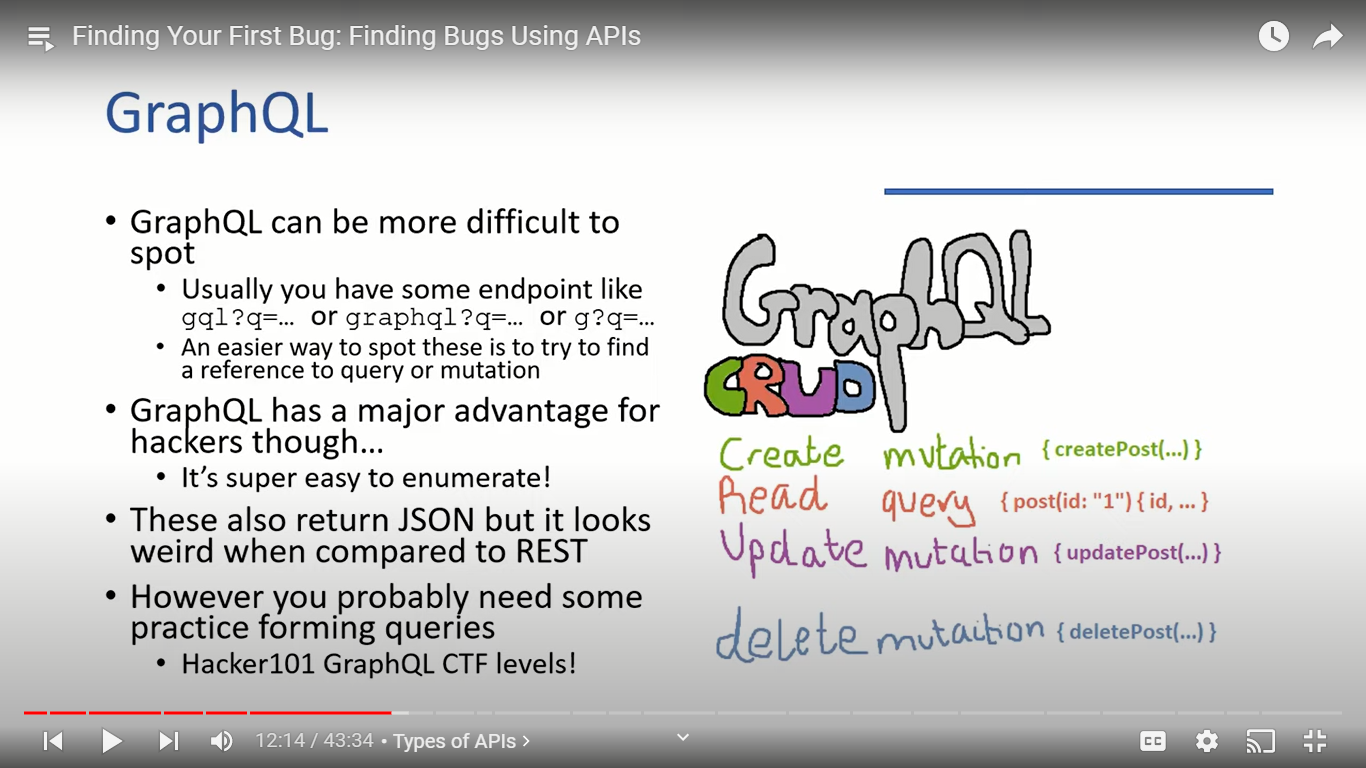 Finding Your First Bug: Finding Bugs Using APIs
GraphQL
• GraphQL can be more difficult to
spot
• Usually you have some endpoint like
gql?q=… or graphql?q=… or g?q=…
• An easier way to spot these is to try to find
a reference to query or mutation
• GraphQL has a major advantage for
hackers though…
• It's super easy to enumerate!
• These also return JSON but it looks
weird when compared to REST
• However you probably need some
practice forming queries
• Hacker101 GraphQL CTF levels!
GraphQL
CRUD
Create mutation { createPost(...) }
Read query { post(id: "1") { id, ... }
Update mutation { updatePost(...) }
delete mutaition { deletePost(...) }
12:14 / 43:34 • Types of APIs >
CC